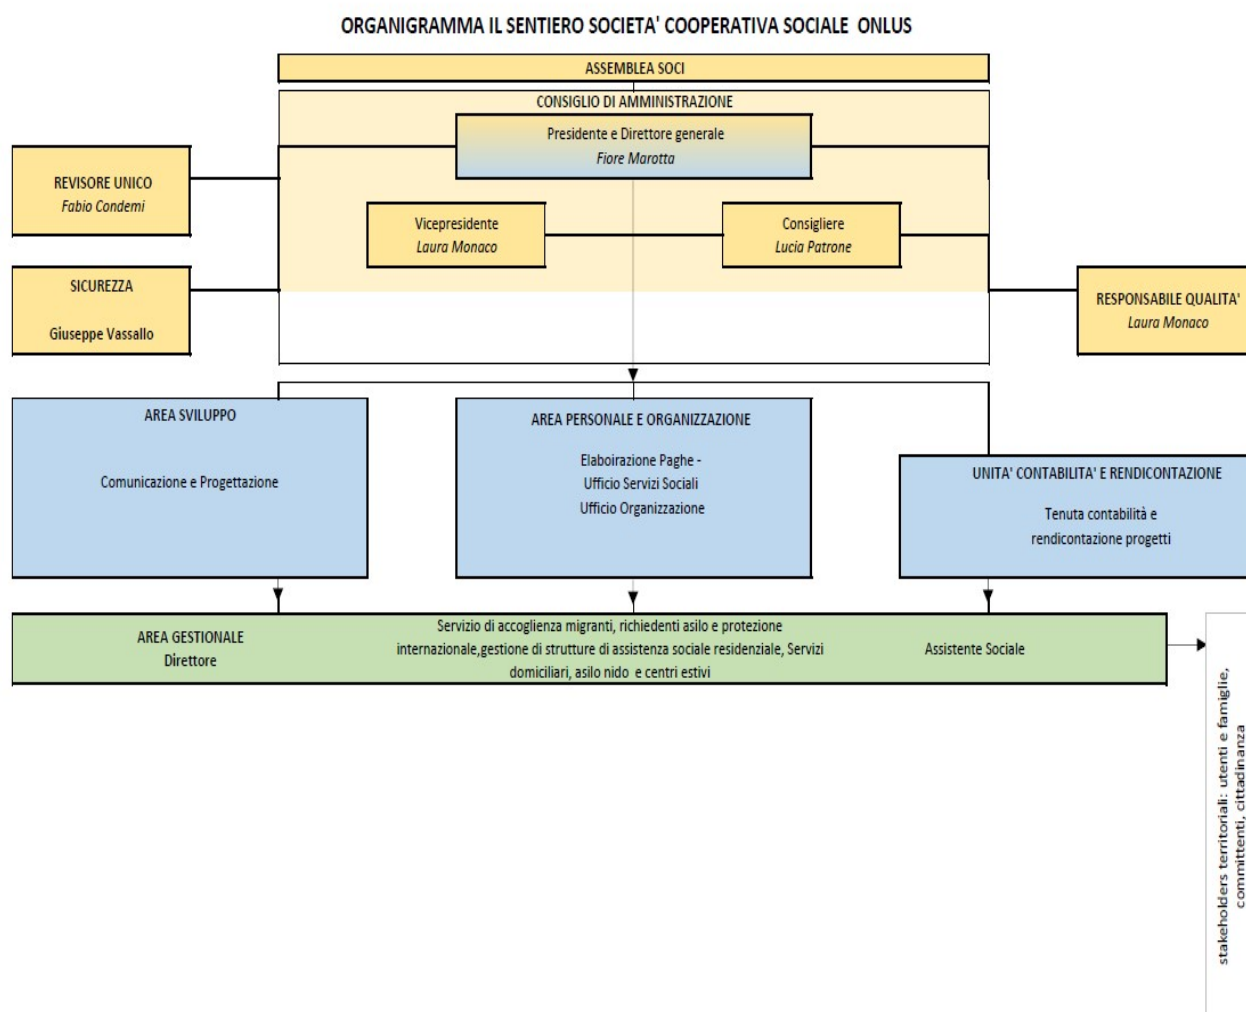 ORGANIGRAMMA IL SENTIERO SOCIETA' COOPERATIVA SOCIALE ONLUS
ASSEMBLEA SOCI
CONSIGLIO DI AMMINISTRAZIONE
Presidente e Direttore generale
Fiore Marotta
REVISORE UNICO
Fabio Condemi
Vicepresidente
Laura Monaco
Consigliere
Lucia Patrone
SICUREZZA
Giuseppe Vassallo
RESPONSABILE QUALITA'
Laura Monaco
AREA SVILUPPO
Comunicazione e Progettazione
AREA PERSONALE E ORGANIZZAZIONE
Elaboirazione Paghe -
Ufficio Servizi Sociali
Ufficio Organizzazione
UNITA' CONTABILITA' E RENDICONTAZIONE
Tenuta contabilità e
rendicontazione progetti
AREA GESTIONALE
Direttore
Servizio di accoglienza migranti, richiedenti asilo e protezione
internazionale,gestione di strutture di assistenza sociale residenziale, Servizi
domiciliari, asilo nido e centri estivi
Assistente Sociale
stakeholders territoriali: utenti e famiglie,
committenti, cittadinanza